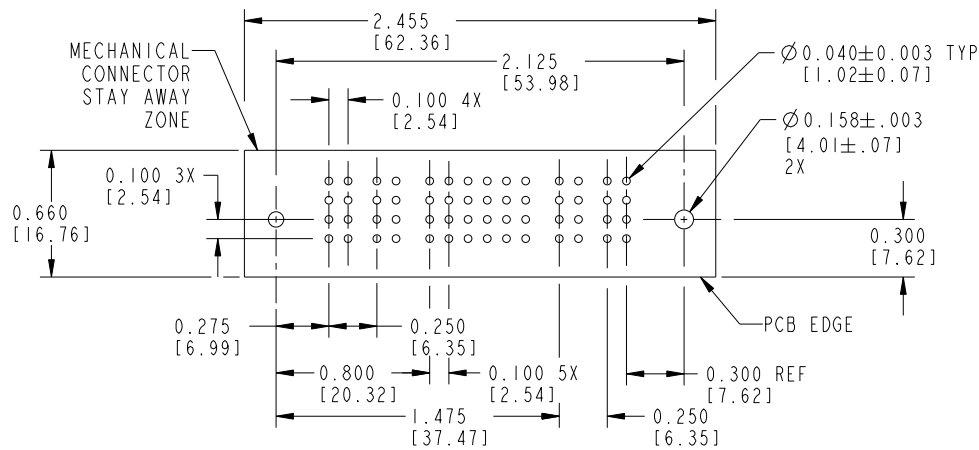 2.455
[62.36]
MECHANICAL
CONNECTOR
STAY AWAY
ZONE
2.125
[53.98]
Ø 0.040±0.003 TYP
[1.02±0.07]
0.100 4X
[2.54]
Ø 0.158±.003
[4.01±.07]
2X
0.100 3X
[2.54]
0.660
[16.76]
0.300
[7.62]
0.275
[6.99]
0.250
[6.35]
PCB EDGE
0.800
[20.32]
0.100 5X
[2.54]
0.300 REF
[7.62]
1.475
[37.47]
0.250
[6.35]